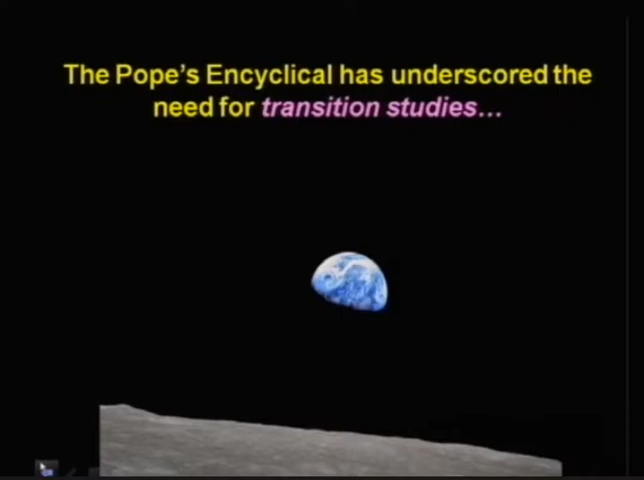 The Pope's Encyclical has underscored the
need for transition studies...